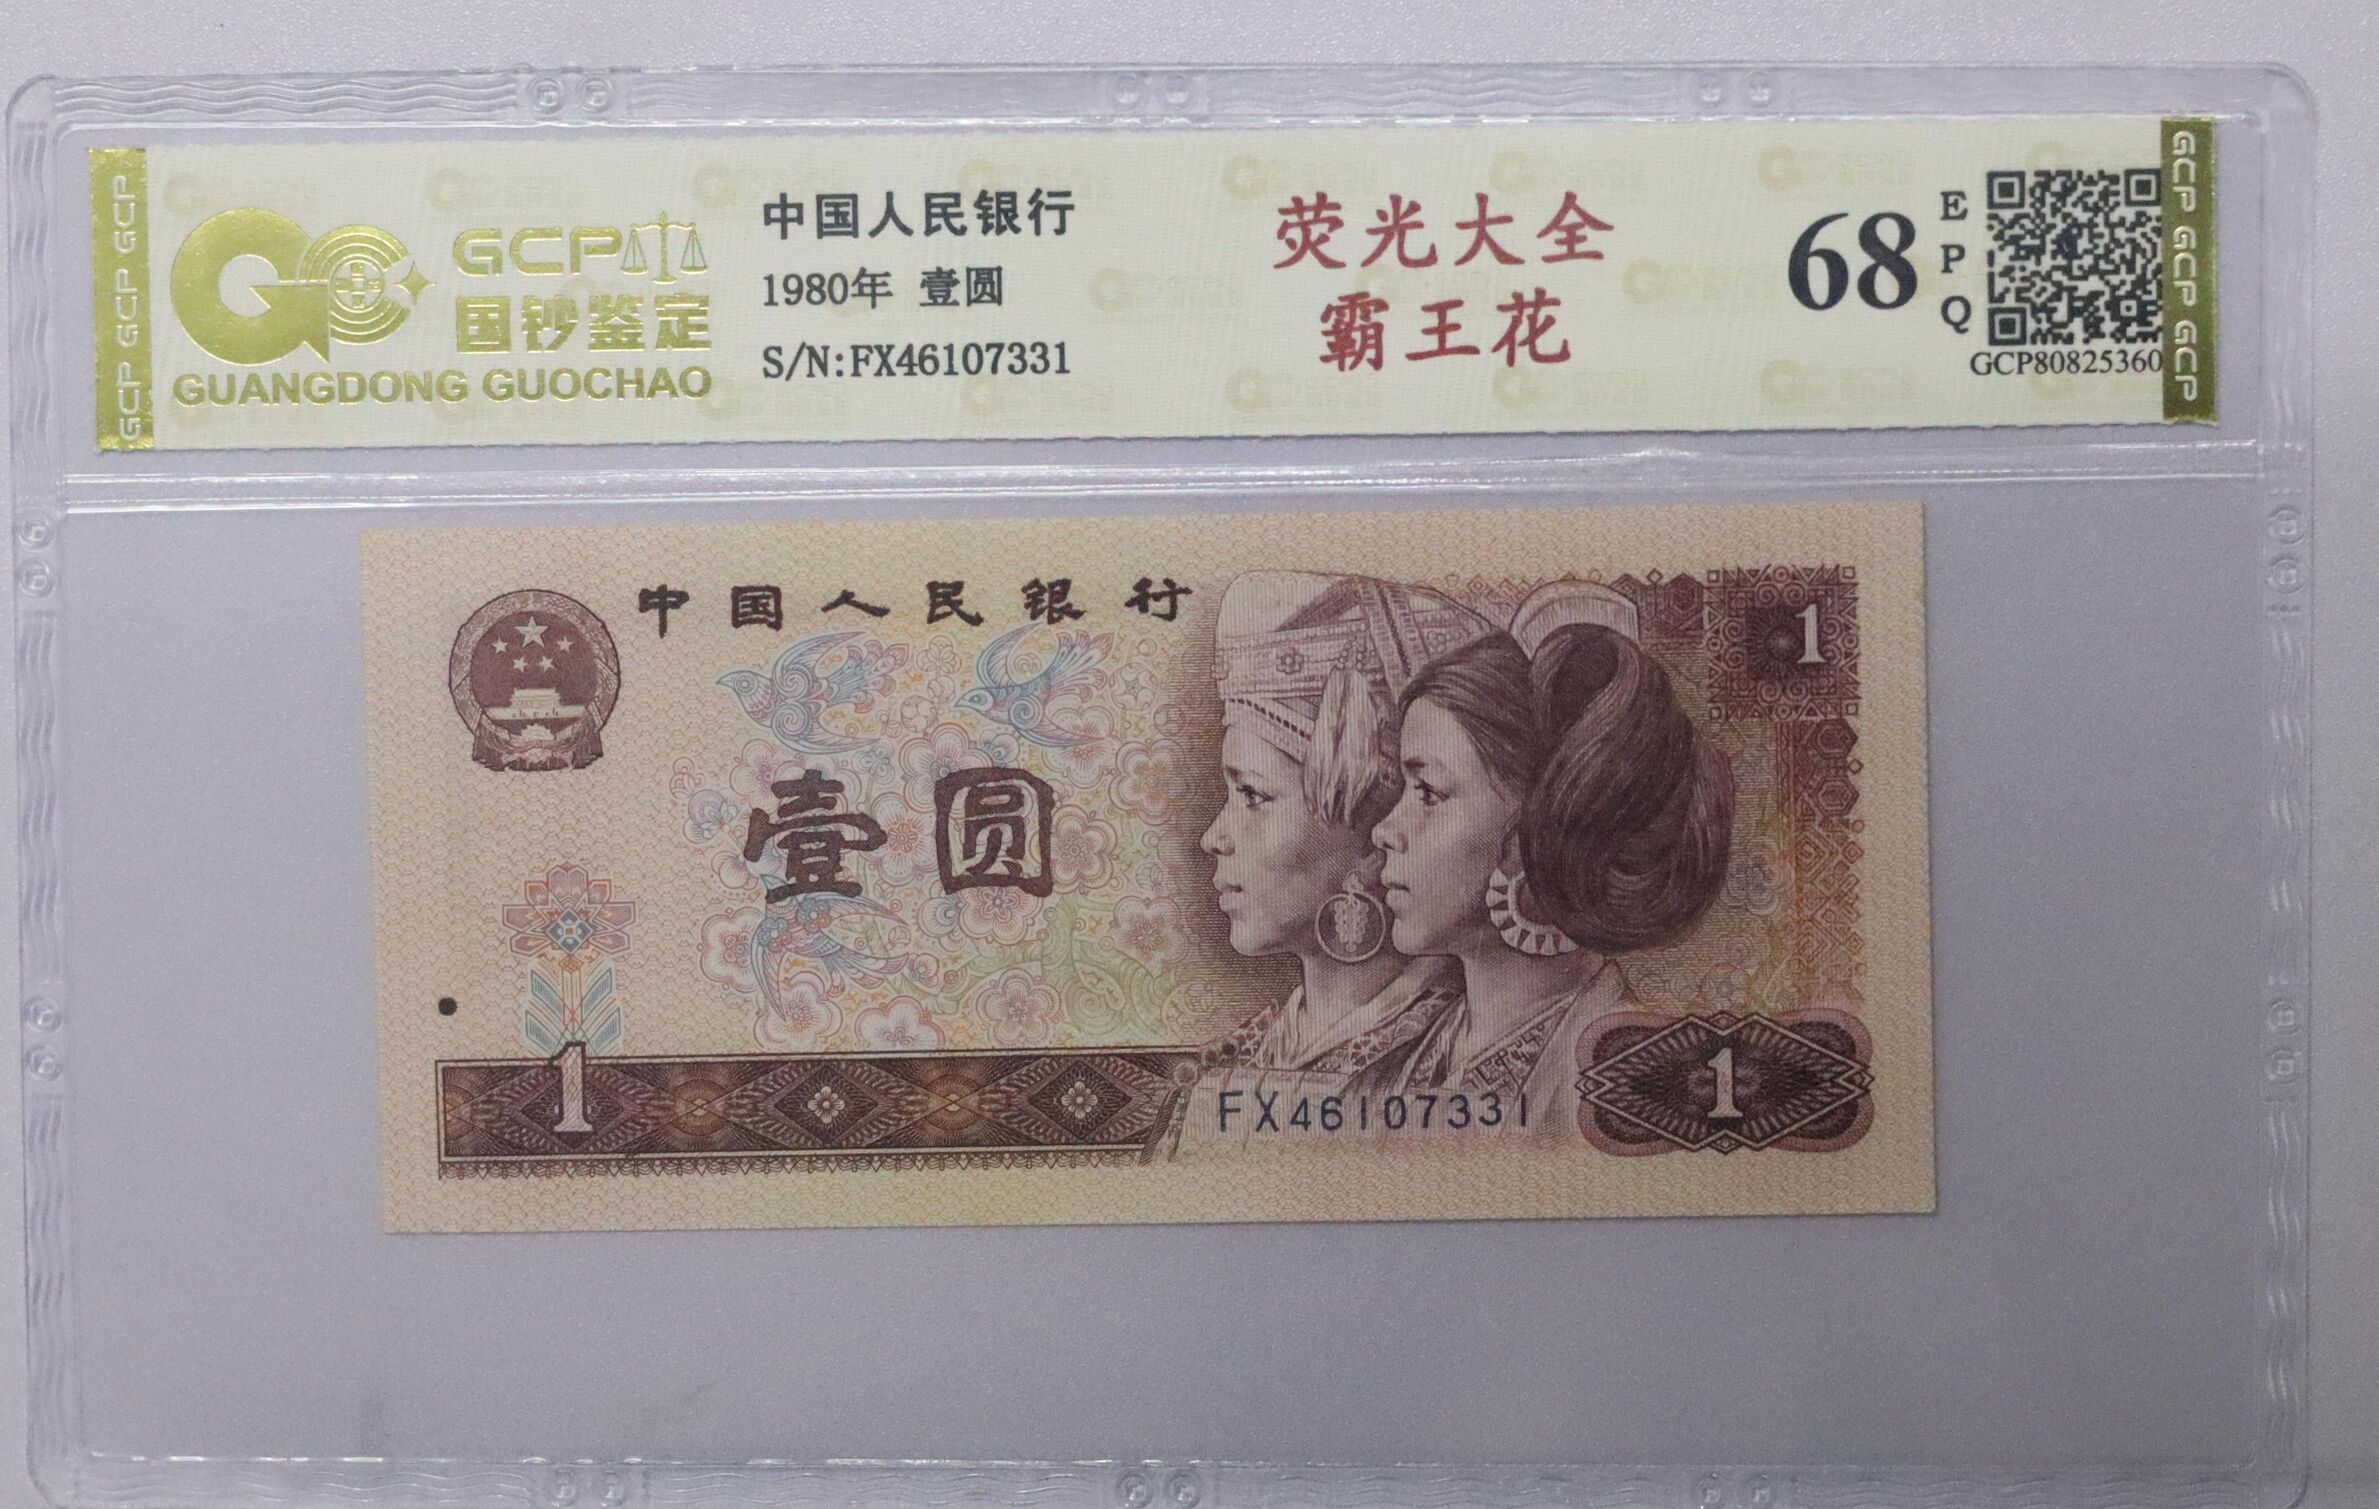 GCP GCP GCP
GCP
国钞鉴定
GUANGDONG GUOCHAO
中国人民银行
1980年 壹圆
S/N:FX46107331
荧光大全
霸王花
68
EPQ
GCP80825360
GCP GCP GCP
中国人民银行
1
壹圆
1
FX46107331
1